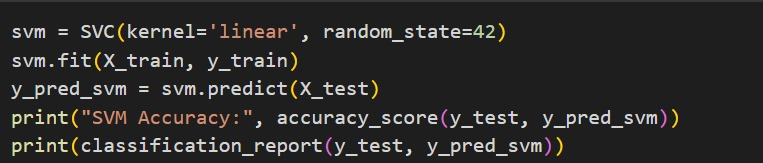 svm = SVC(kernel='linear', random_state=42)
svm.fit(X_train, y_train)
y_pred_svm = svm.predict(X_test)
print("SVM Accuracy:", accuracy_score(y_test, y_pred_svm))
print(classification_report(y_test, y_pred_svm))